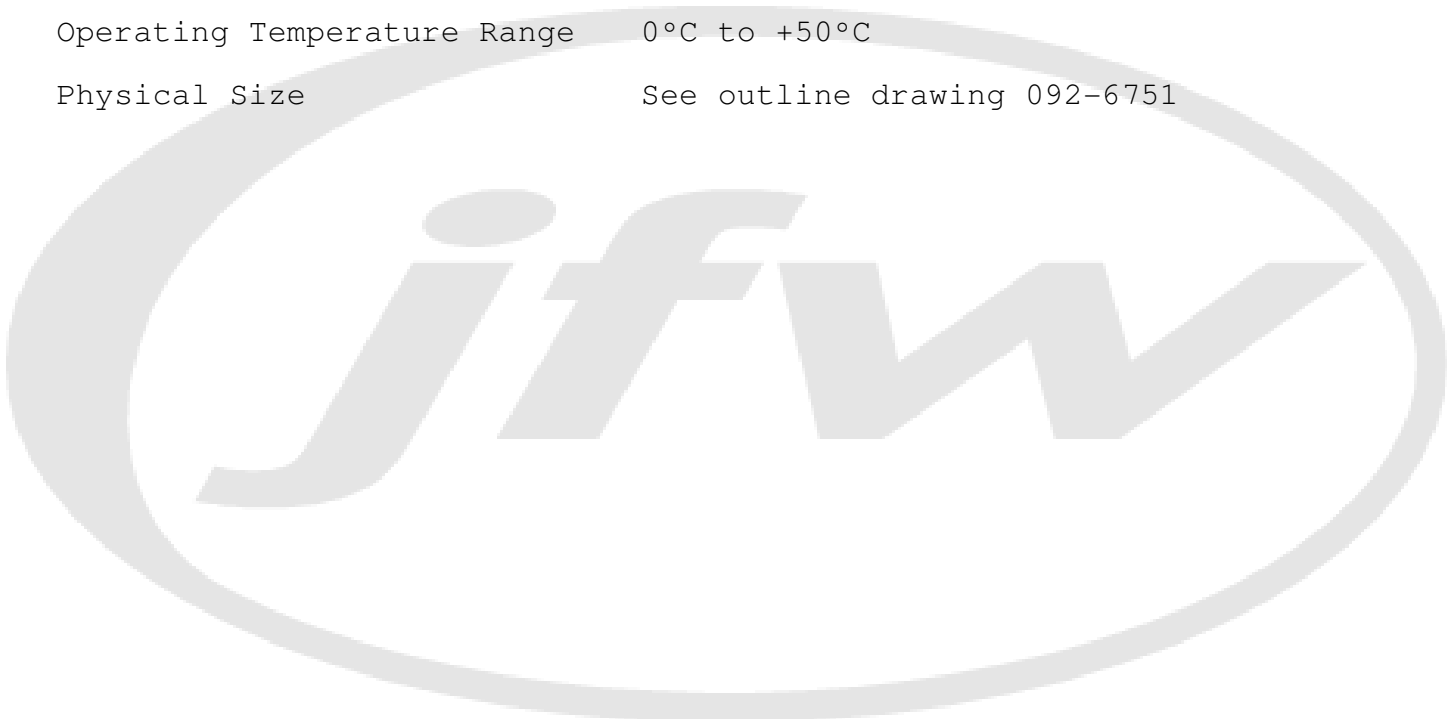 Operating Temperature Range 0°C to +50°C
Physical Size See outline drawing 092-6751
jfw